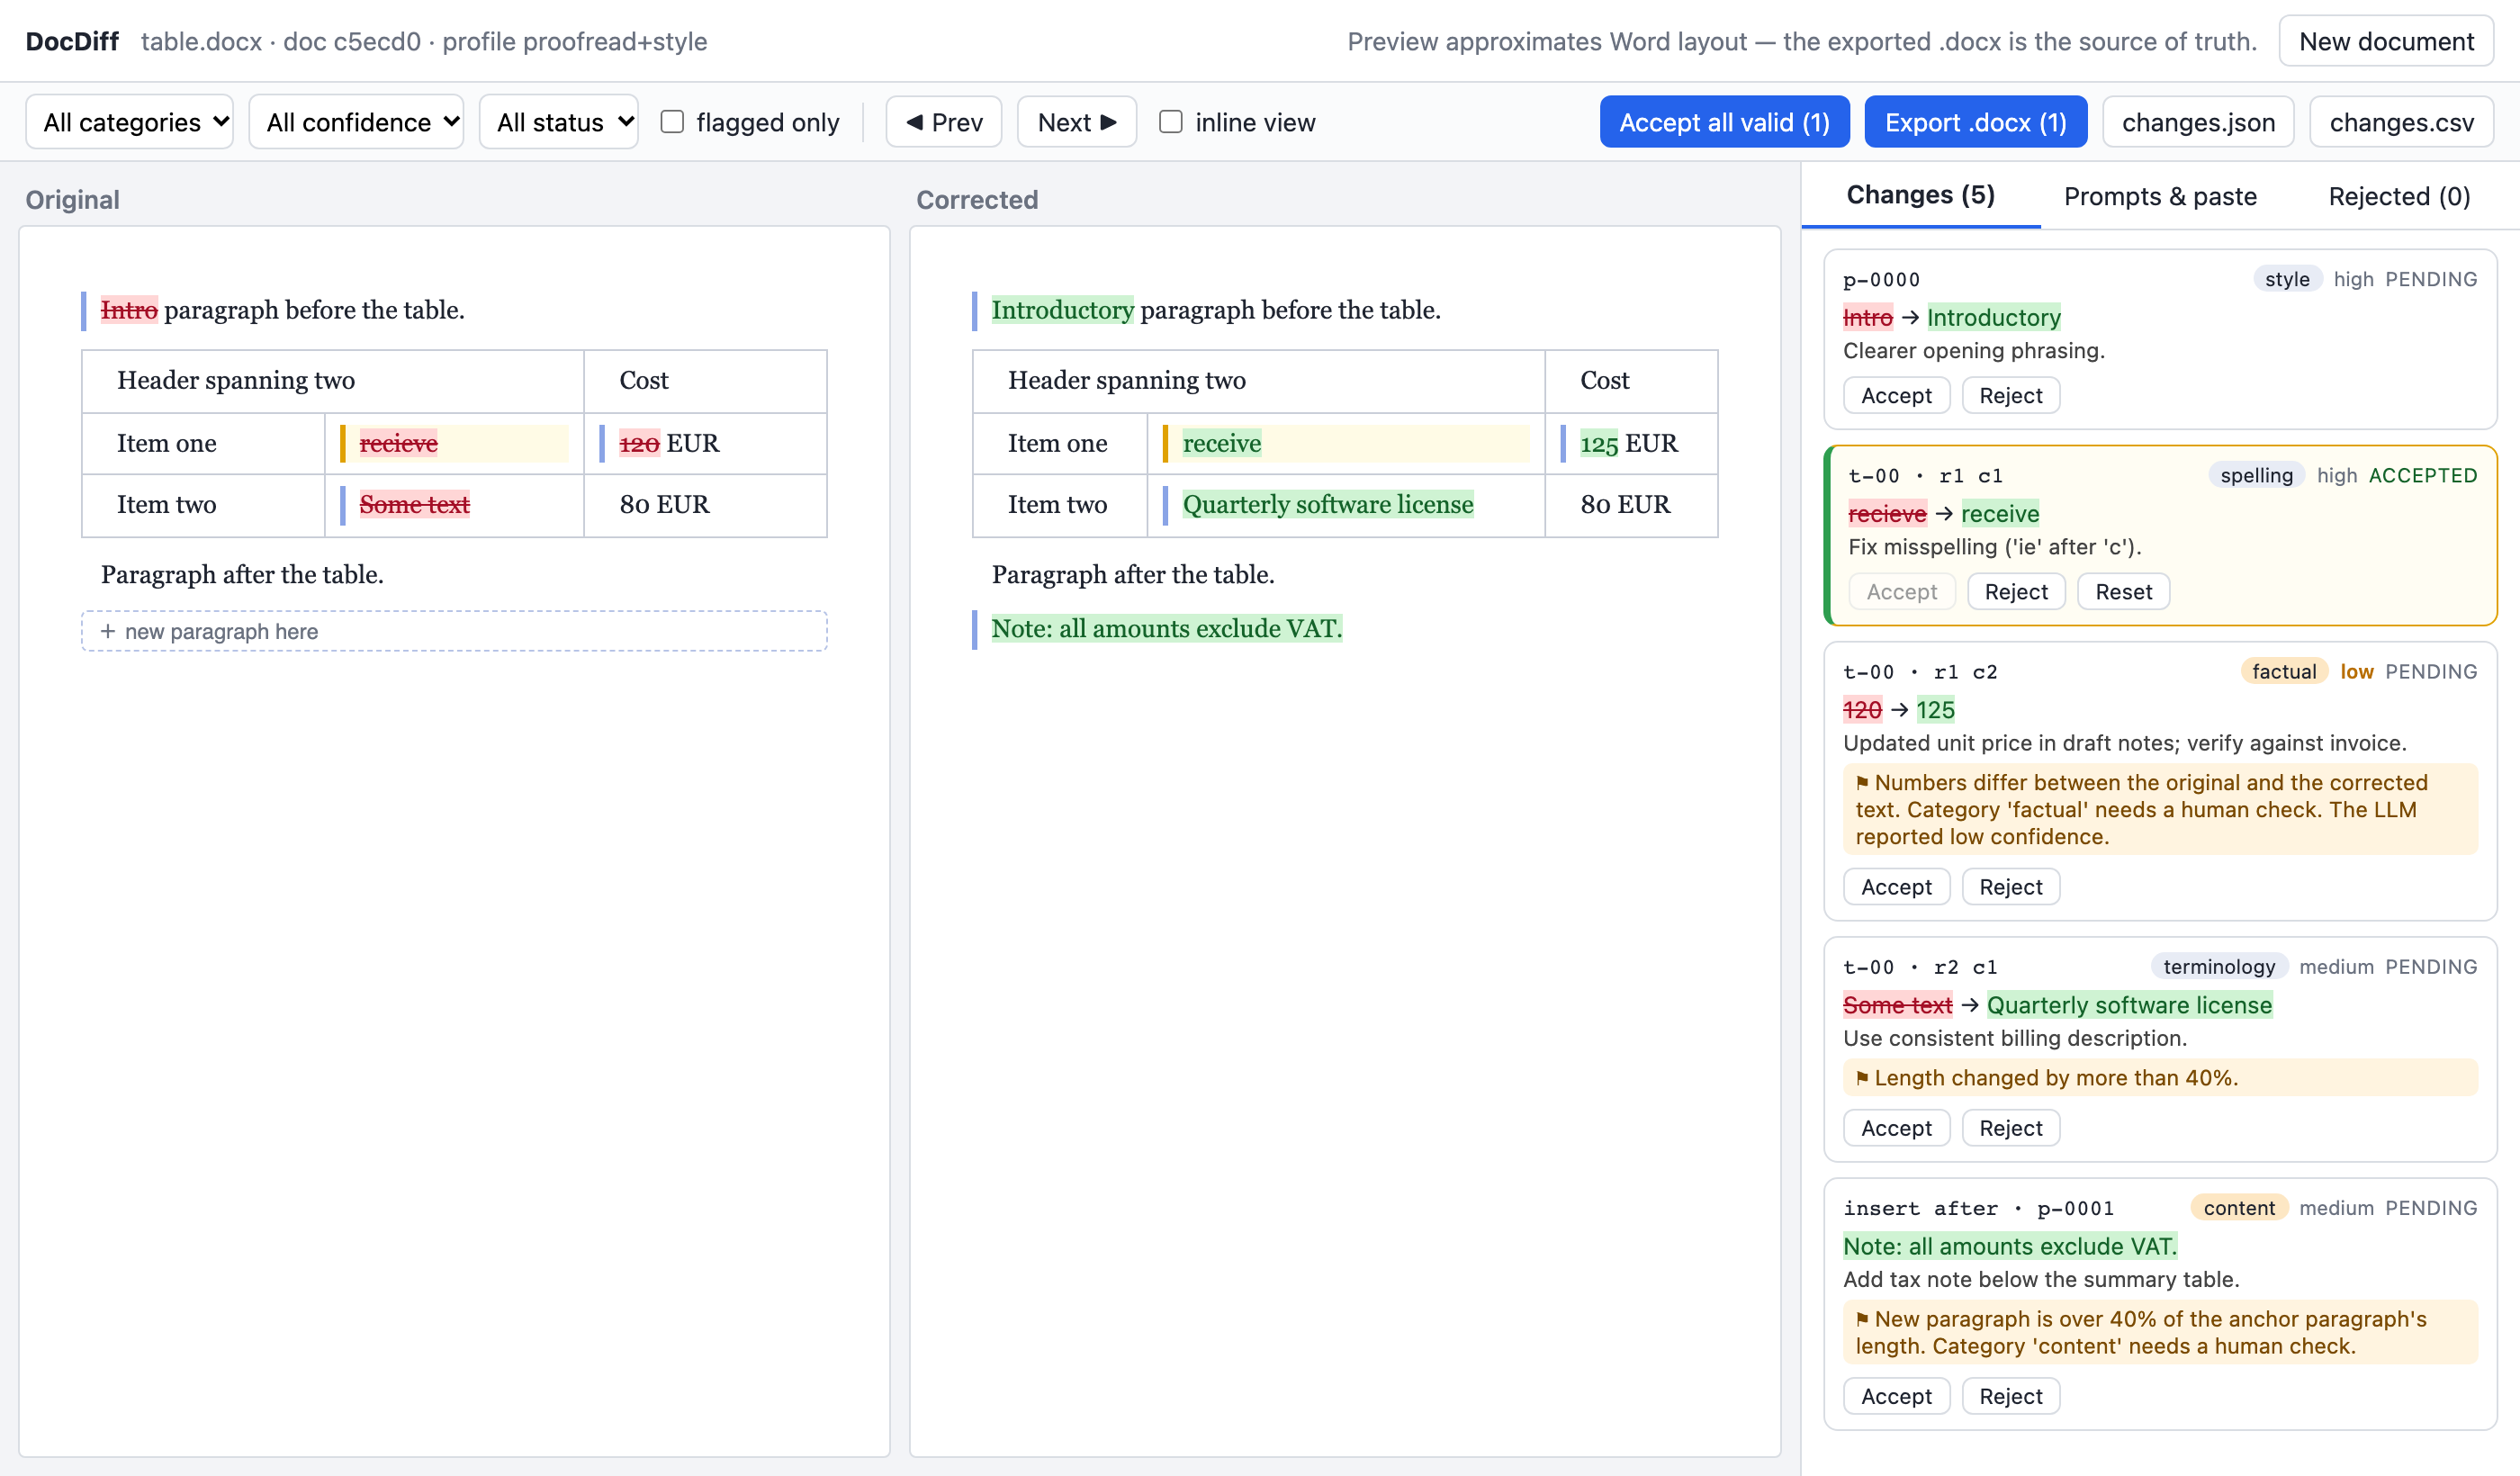 DocDiff table.docx · doc c5ecd0 · profile proofread+style
Preview approximates Word layout — the exported .docx is the source of truth. New document
All categories All confidence All status flagged only ◀ Prev Next ▶ inline view Accept all valid (1) Export .docx (1) changes.json changes.csv
Original
Intro paragraph before the table.
Header spanning two Cost
Item one recieve 120 EUR
Item two Some text 80 EUR
Paragraph after the table.
+ new paragraph here
Corrected
Introductory paragraph before the table.
Header spanning two Cost
Item one receive 125 EUR
Item two Quarterly software license 80 EUR
Paragraph after the table.
Note: all amounts exclude VAT.
Changes (5) Prompts & paste Rejected (0)
p-0000 style high PENDING
Intro → Introductory
Clearer opening phrasing.
Accept Reject
t-00 · r1 c1 spelling high ACCEPTED
recieve → receive
Fix misspelling ('ie' after 'c').
Accept Reject Reset
t-00 · r1 c2 factual low PENDING
120 → 125
Updated unit price in draft notes; verify against invoice.
⚑ Numbers differ between the original and the corrected
text. Category 'factual' needs a human check. The LLM
reported low confidence.
Accept Reject
t-00 · r2 c1 terminology medium PENDING
Some text → Quarterly software license
Use consistent billing description.
⚑ Length changed by more than 40%.
Accept Reject
insert after · p-0001 content medium PENDING
Note: all amounts exclude VAT.
Add tax note below the summary table.
⚑ New paragraph is over 40% of the anchor paragraph's
length. Category 'content' needs a human check.
Accept Reject